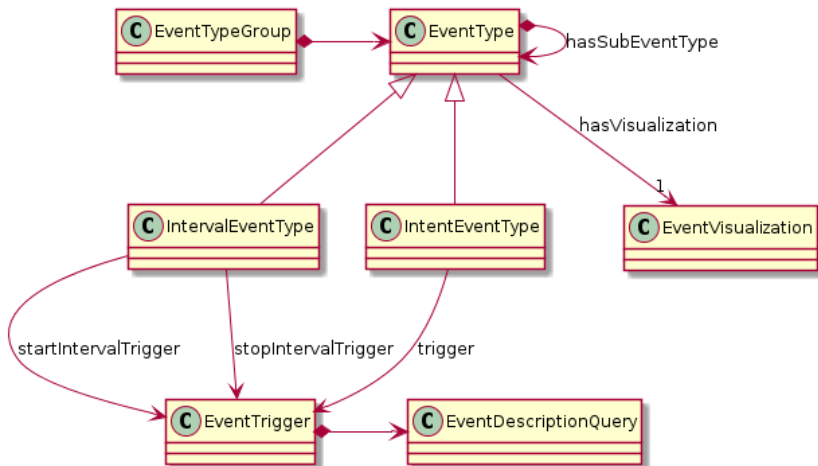 C EventTypeGroup
C EventType
hasSubEventType
hasVisualization
1
C IntervalEventType
C IntentEventType
C EventVisualization
startIntervalTrigger
stopIntervalTrigger
trigger
C EventTrigger
C EventDescriptionQuery